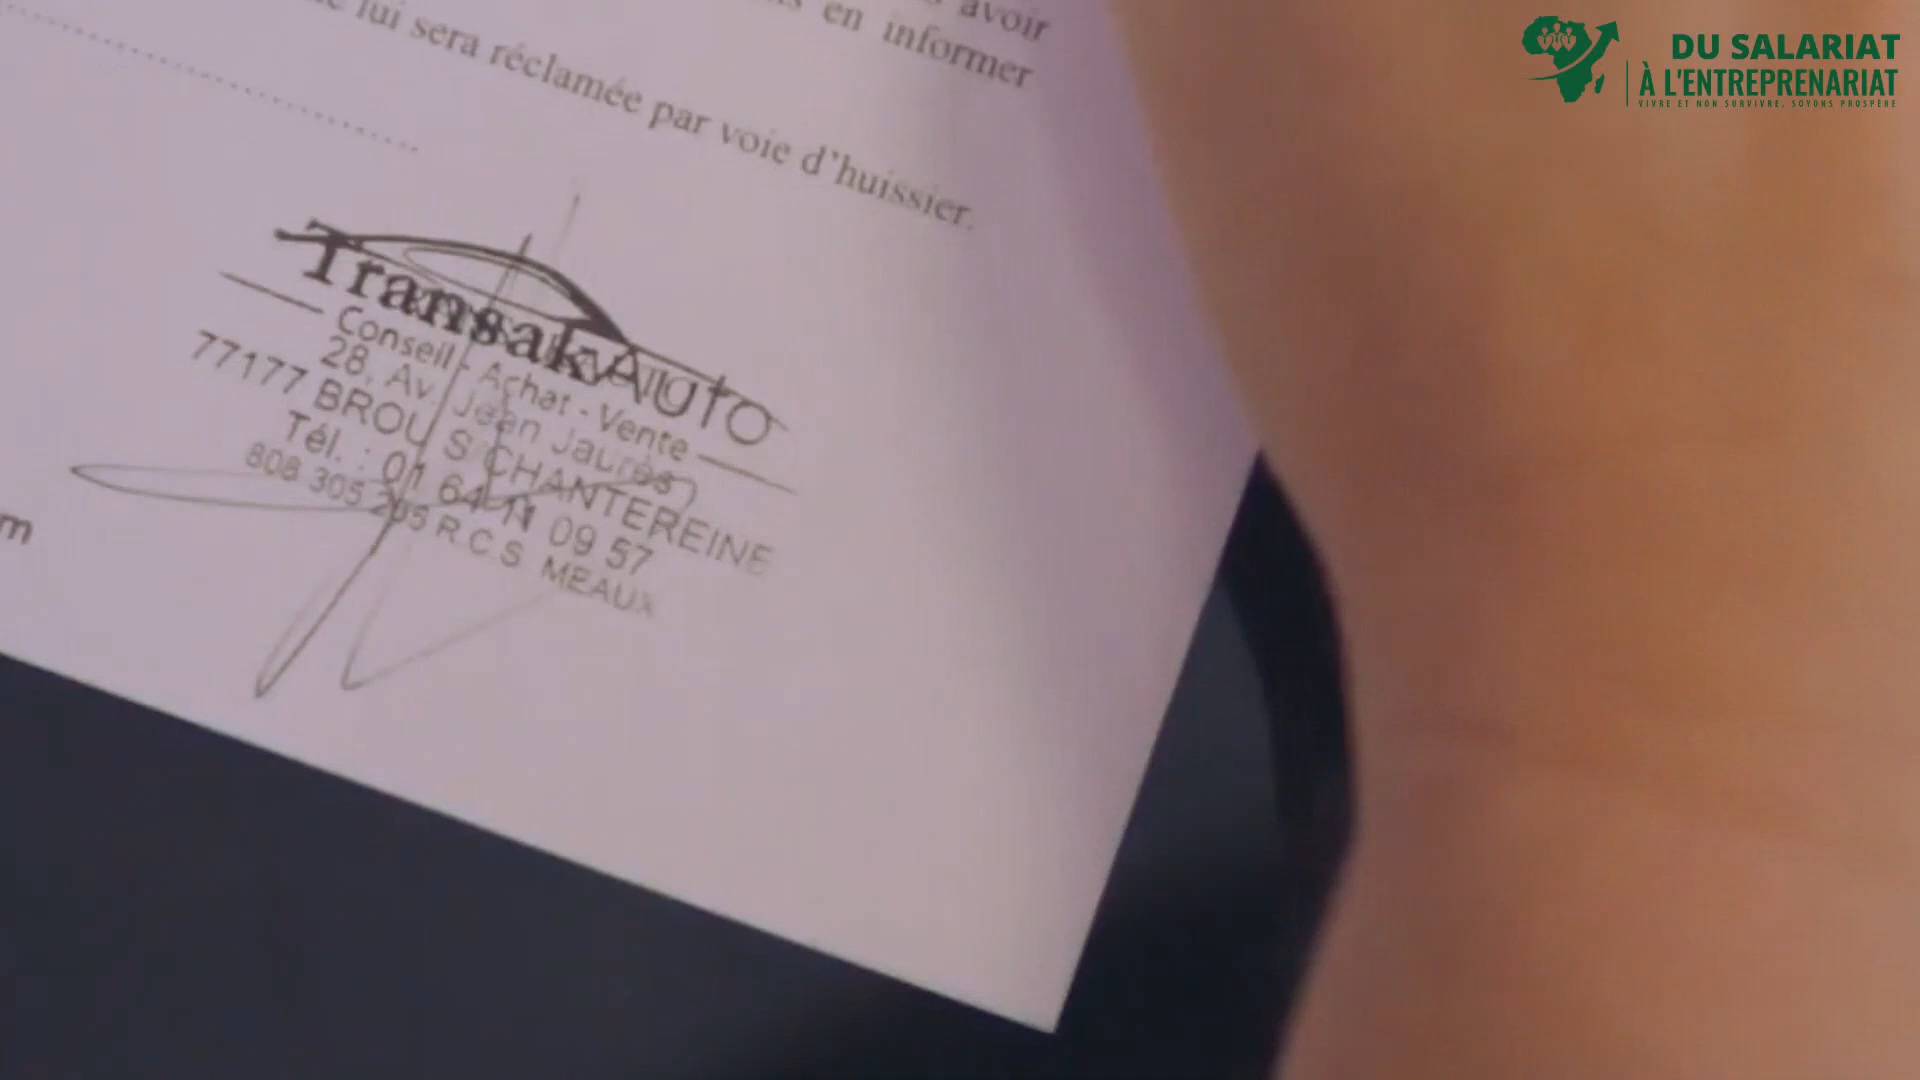 avoir
en informer
lui sera réclamée par voie d'huissier.
TransakAuto
Conseil - Achat - Vente
28, Av. Jean Jaurès
77177 BROU S/CHANTEREINE
Tél. : 01 64 11 09 57
808 305 205 R.C.S MEAUX
m
DU SALARIAT
À L'ENTREPRENARIAT
VIVRE ET NON SURVIVRE, SOYONS PROSPÈRE